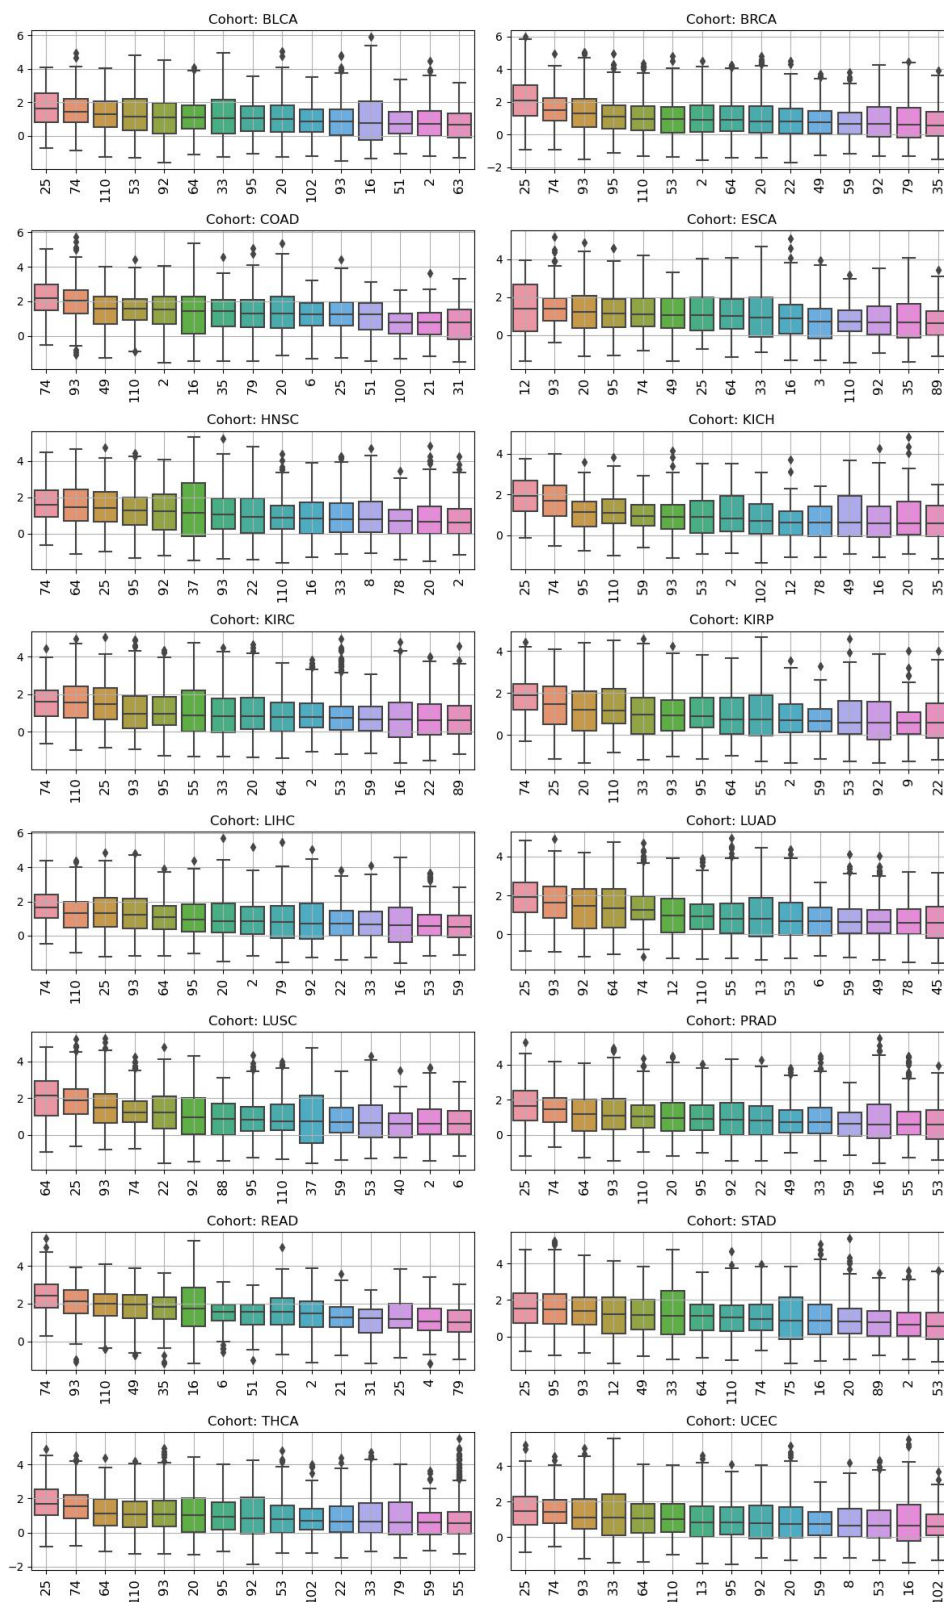 Cohort: BLCA
6
4
2
0
25 74 110 53 92 64 33 95 20 102 93 16 51 2 63
Cohort: BRCA
6
4
2
0
−2
25 74 93 95 110 53 2 64 20 22 49 59 92 79 35
Cohort: COAD
6
4
2
0
74 93 49 110 2 16 35 79 20 6 25 51 100 21 31
Cohort: ESCA
4
2
0
12 93 20 95 74 49 25 64 33 16 3 110 92 35 89
Cohort: HNSC
4
2
0
74 64 25 95 92 37 93 22 110 16 33 8 78 20 2
Cohort: KICH
4
2
0
25 74 95 110 59 93 53 2 102 12 78 49 16 20 35
Cohort: KIRC
4
2
0
74 110 25 93 95 55 33 20 64 2 53 59 16 22 89
Cohort: KIRP
4
2
0
74 25 20 110 33 93 95 64 55 2 59 53 92 9 22
Cohort: LIHC
6
4
2
0
74 110 25 93 64 95 20 2 79 92 22 33 16 53 59
Cohort: LUAD
4
2
0
25 93 92 64 74 12 110 55 13 53 6 59 49 78 45
Cohort: LUSC
4
2
0
64 25 93 74 22 92 88 95 110 37 59 53 40 2 6
Cohort: PRAD
4
2
0
25 74 64 93 110 20 95 92 22 49 33 59 16 55 53
Cohort: READ
4
2
0
74 93 110 49 35 16 6 51 20 2 21 31 25 4 79
Cohort: STAD
4
2
0
25 95 93 12 49 33 64 110 74 75 16 20 89 2 53
Cohort: THCA
4
2
0
−2
25 74 64 110 93 20 95 92 53 102 22 33 79 59 55
Cohort: UCEC
4
2
0
25 74 93 33 64 110 13 95 92 20 59 8 53 16 102